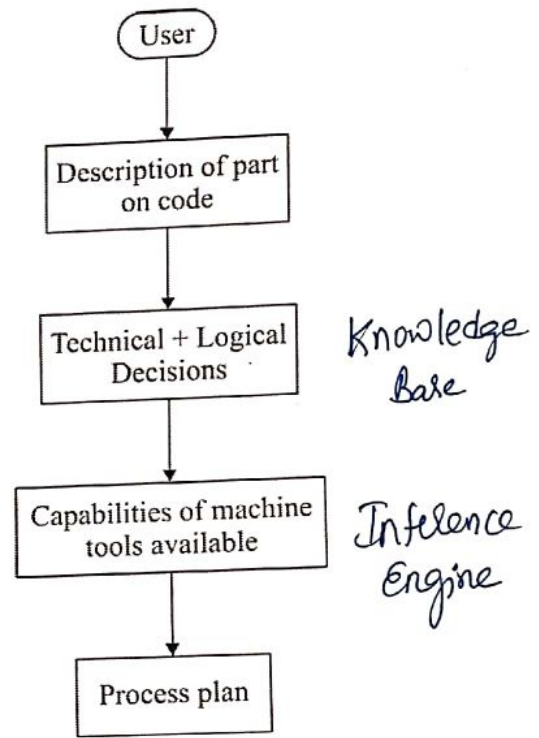 User
Description of part
on code
Technical + Logical
Decisions
Knowledge
Base
Capabilities of machine
tools available
Inference
Engine
Process plan